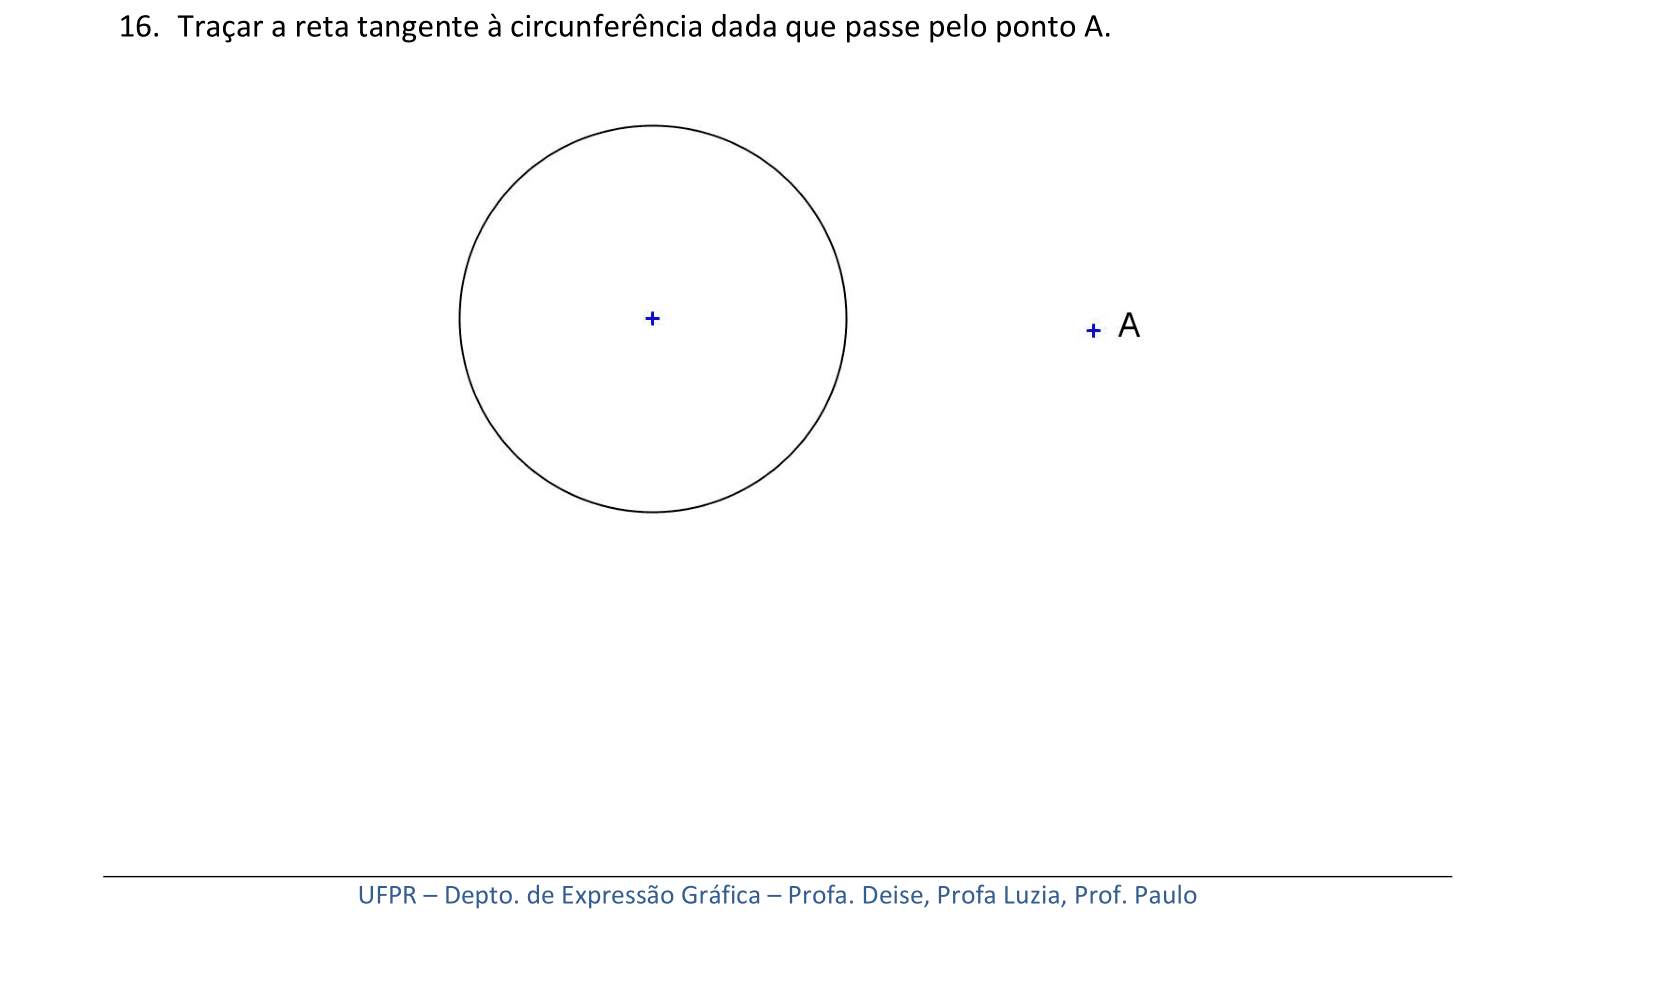 16. Traçar a reta tangente à circunferência dada que passe pelo ponto A.
A
UFPR – Depto. de Expressão Gráfica – Profa. Deise, Profa Luzia, Prof. Paulo